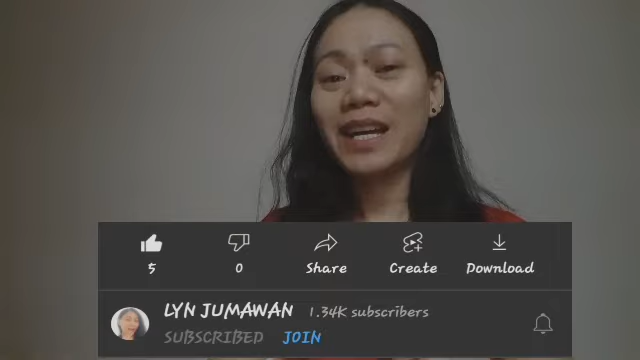 5 0 Share Create Download
LYN JUMAWAN 1.34K subscribers
SUBSCRIBED JOIN